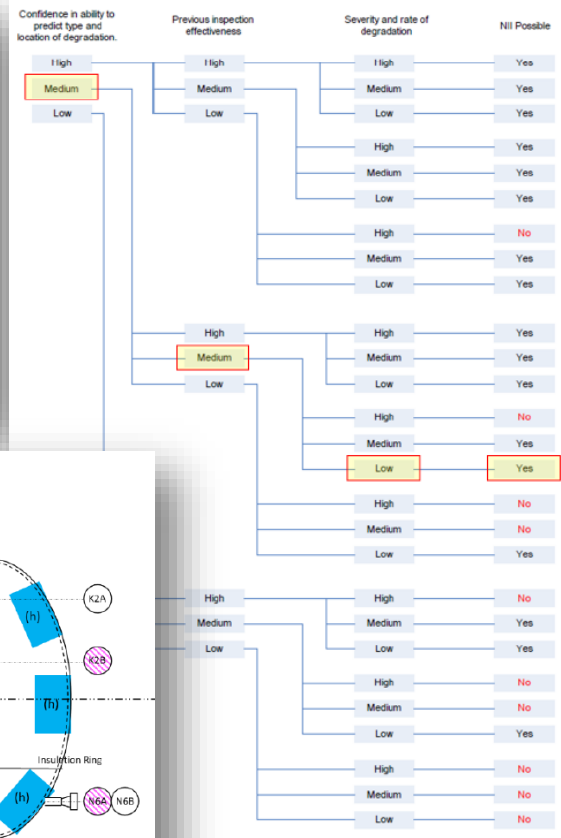 Confidence in ability to
predict type and
location of degradation.
Previous inspection
effectiveness
Severity and rate of
degradation
NII Possible
High High High Yes
Medium Medium Medium Yes
Low Low Low Yes
High Yes
Medium Yes
Low Yes
High No
Medium Yes
Low Yes
High High Yes
Medium Medium Yes
Low Low Yes
High No
Medium Yes
Low Yes
High No
Medium No
Low Yes
High High No
Medium Medium Yes
Low Low Yes
High No
Medium No
Low Yes
High No
Medium No
Low No
(h)
K2A
K2B
(h)
Insulation Ring
(h)
N6A N6B